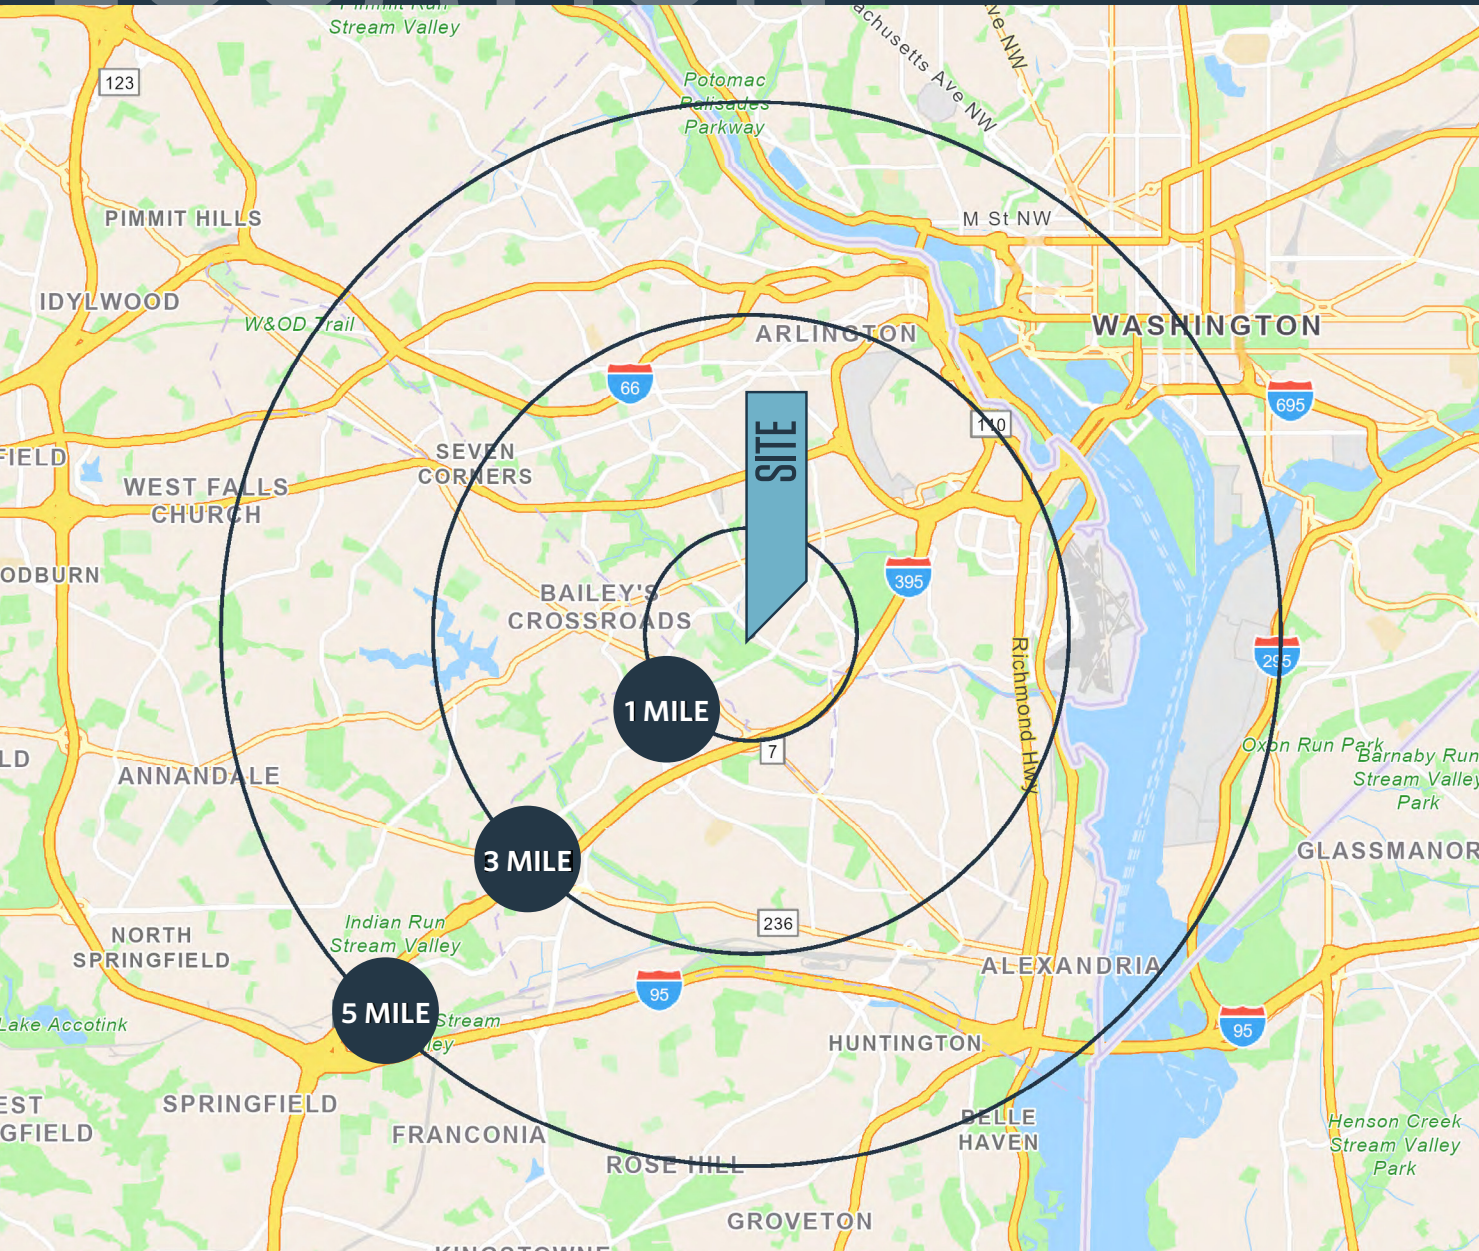 Stream Valley
123
Potomac
Palisades
Parkway
achusetts Ave NW
ve NW
PIMMIT HILLS
M St NW
IDYLWOOD
W&OD Trail
ARLINGTON
WASHINGTON
66
695
110
SITE
FIELD
SEVEN
CORNERS
WEST FALLS
CHURCH
ODBURN
395
BAILEY'S
CROSSROADS
Richmond Hwy
295
1 MILE
7
LD
ANNANDALE
Oxon Run Park
Barnaby Run
Stream Valley
Park
3 MILE
GLASSMANOR
Indian Run
Stream Valley
236
NORTH
SPRINGFIELD
ALEXANDRIA
95
5 MILE
Stream
ley
Lake Accotink
95
HUNTINGTON
EST
GFIELD
SPRINGFIELD
FRANCONIA
BELLE
HAVEN
Henson Creek
Stream Valley
Park
ROSE HILL
GROVETON